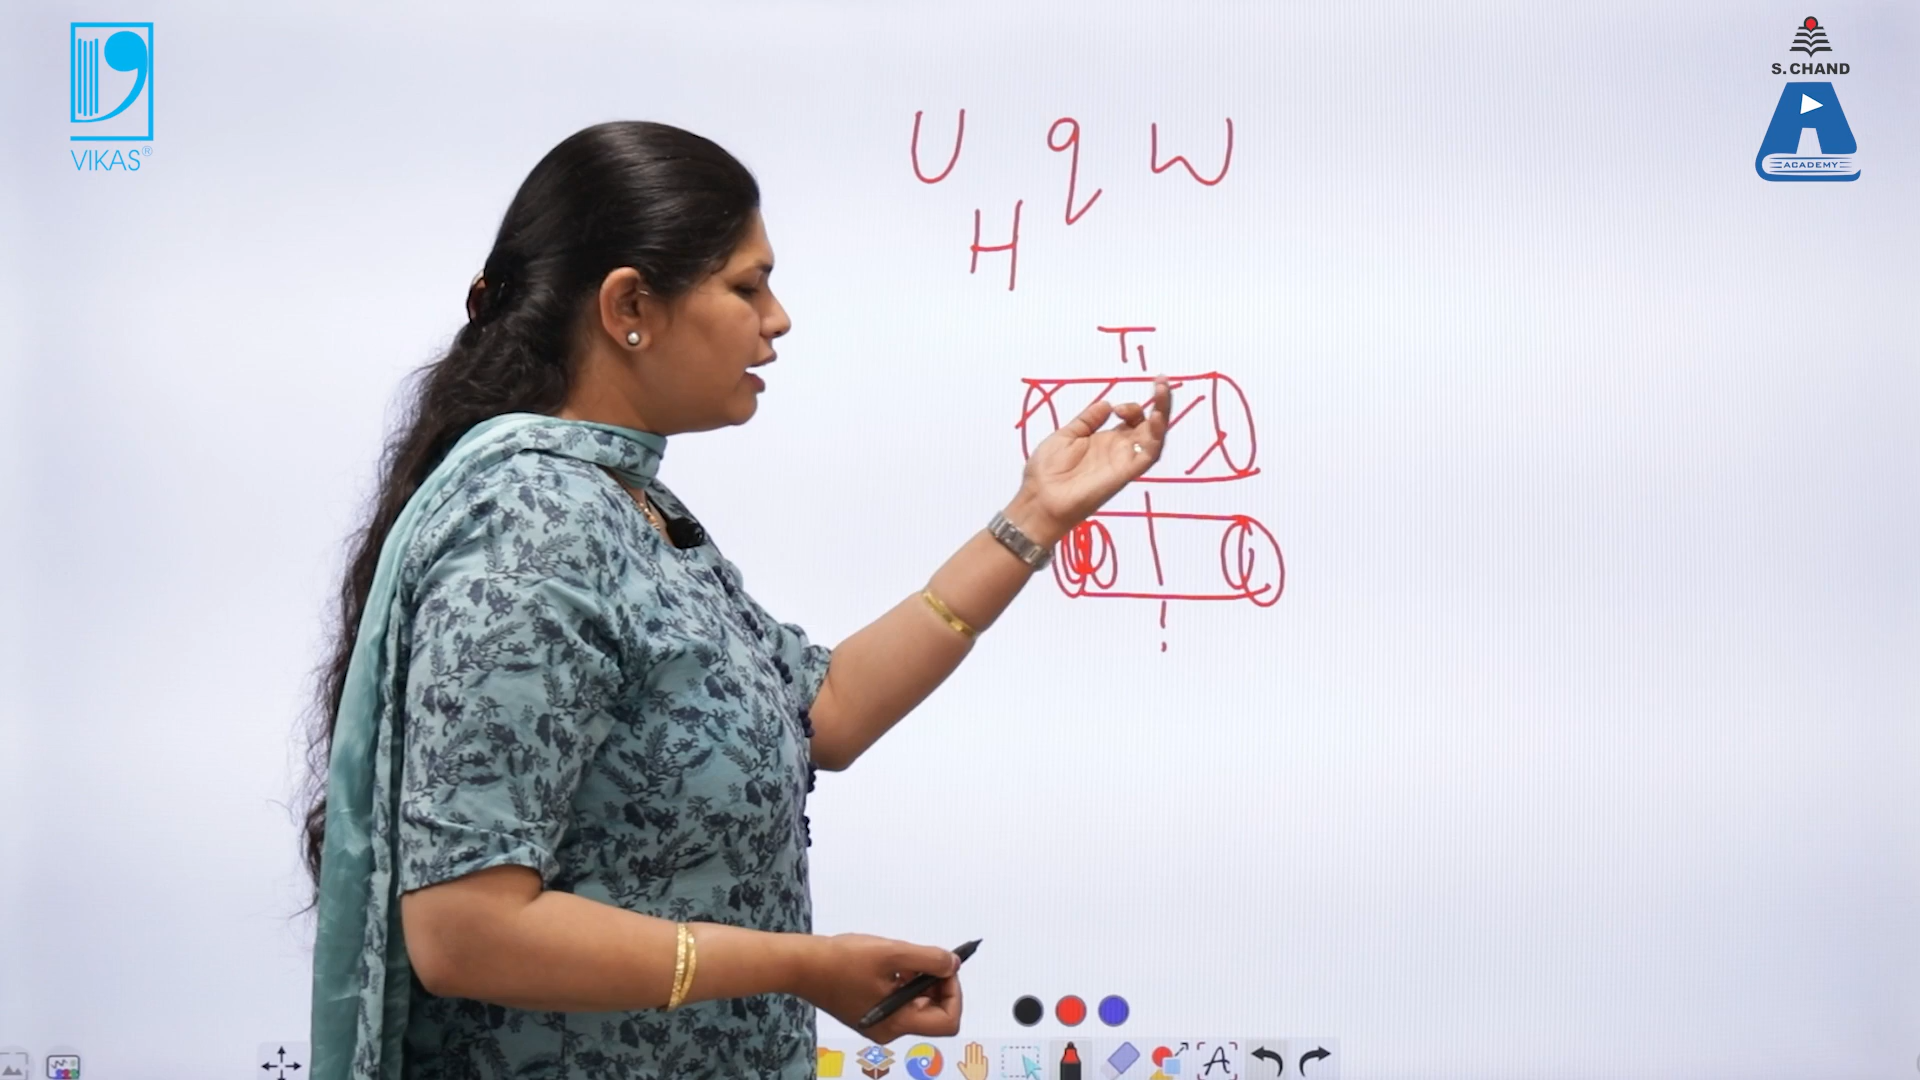 VIKAS®
S. CHAND
ACADEMY
U q W
H
T1